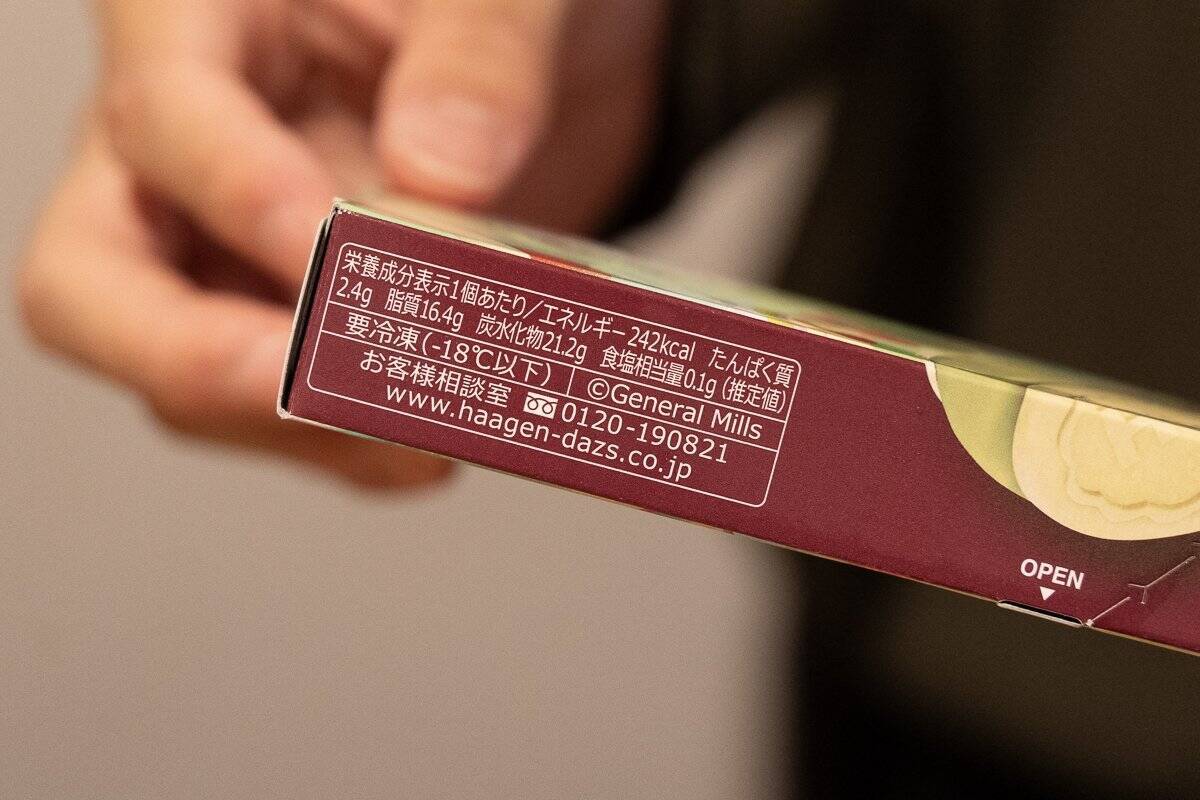 栄養成分表示1個あたり/エネルギー242kcal たんぱく質
2.4g 脂質16.4g 炭水化物21.2g 食塩相当量0.1g(推定値)
要冷凍(-18℃以下) ©General Mills
お客様相談室 0120-190821
www.haagen-dazs.co.jp
OPEN